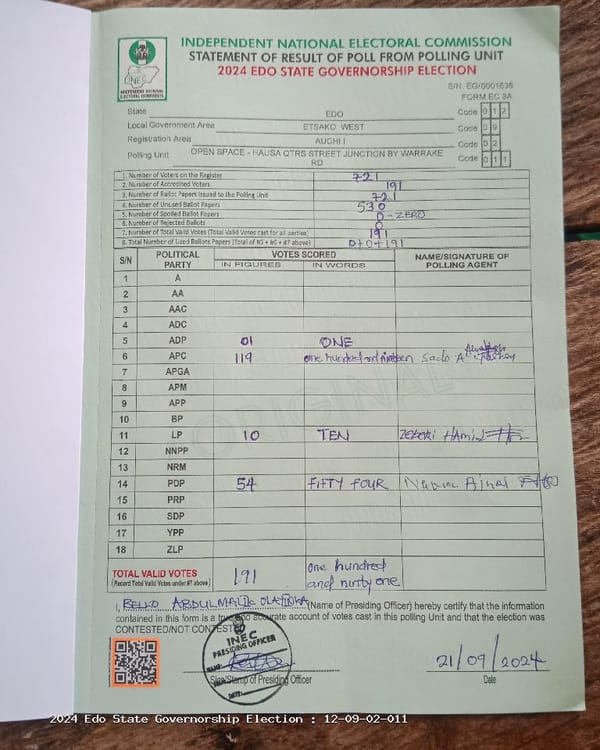 INDEPENDENT NATIONAL ELECTORAL COMMISSION
STATEMENT OF RESULT OF POLL FROM POLLING UNIT
2024 EDO STATE GOVERNORSHIP ELECTION
INEC
INDEPENDENT NATIONAL ELECTORAL COMMISSION
S/N: EG/0001636
FORM EC 8A
State EDO Code 0 1 2
Local Government Area ETSAKO WEST Code 0 9
Registration Area AUCHI I Code 0 2
Polling Unit OPEN SPACE - HAUSA QTRS STREET JUNCTION BY WARRAKE RD Code 0 1 1
1. Number of Voters on the Register 721
2. Number of Accredited Voters 191
3. Number of Ballot Papers Issued to the Polling Unit 721
4. Number of Unused Ballot Papers 530
5. Number of Spoiled Ballot Papers 0 - ZERO
6. Number of Rejected Ballots 0
7. Number of Total Valid Votes (Total Valid Votes cast for all parties) 191
8. Total Number of Used Ballots Papers (Total of #5 + #6 + #7 above) 0+0+191
S/N POLITICAL PARTY VOTES SCORED NAME/SIGNATURE OF POLLING AGENT
IN FIGURES IN WORDS
1 A
2 AA
3 AAC
4 ADC
5 ADP 01 ONE
6 APC 119 one hundred and nineteen Sado A
7 APGA
8 APM
9 APP
10 BP
11 LP 10 TEN
12 NNPP
13 NRM
14 PDP 54 FIFTY FOUR
15 PRP
16 SDP
17 YPP
18 ZLP
ORIGINAL
TOTAL VALID VOTES 191 one hundred and ninty one
(Record Total Valid Votes under #7 above)
I, BELLO ABDULMALIK OLAYINKA (Name of Presiding Officer) hereby certify that the information
contained in this form is a true and accurate account of votes cast in this polling Unit and that the election was
CONTESTED/NOT CONTESTED
INEC
PRESIDING OFFICER
NAME:
DATE:
21/09/2024
Sign/Stamp of Presiding Officer Date
2024 Edo State Governorship Election : 12-09-02-011